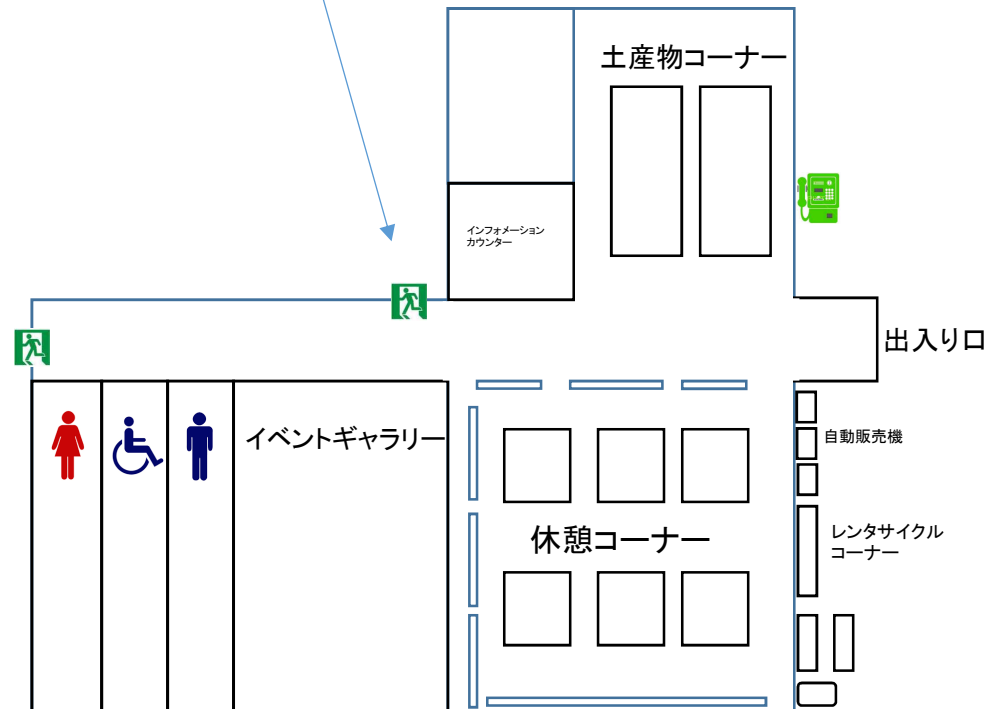 土産物コーナー
インフォメーション
カウンター
出入り口
イベントギャラリー
自動販売機
休憩コーナー
レンタサイクル
コーナー